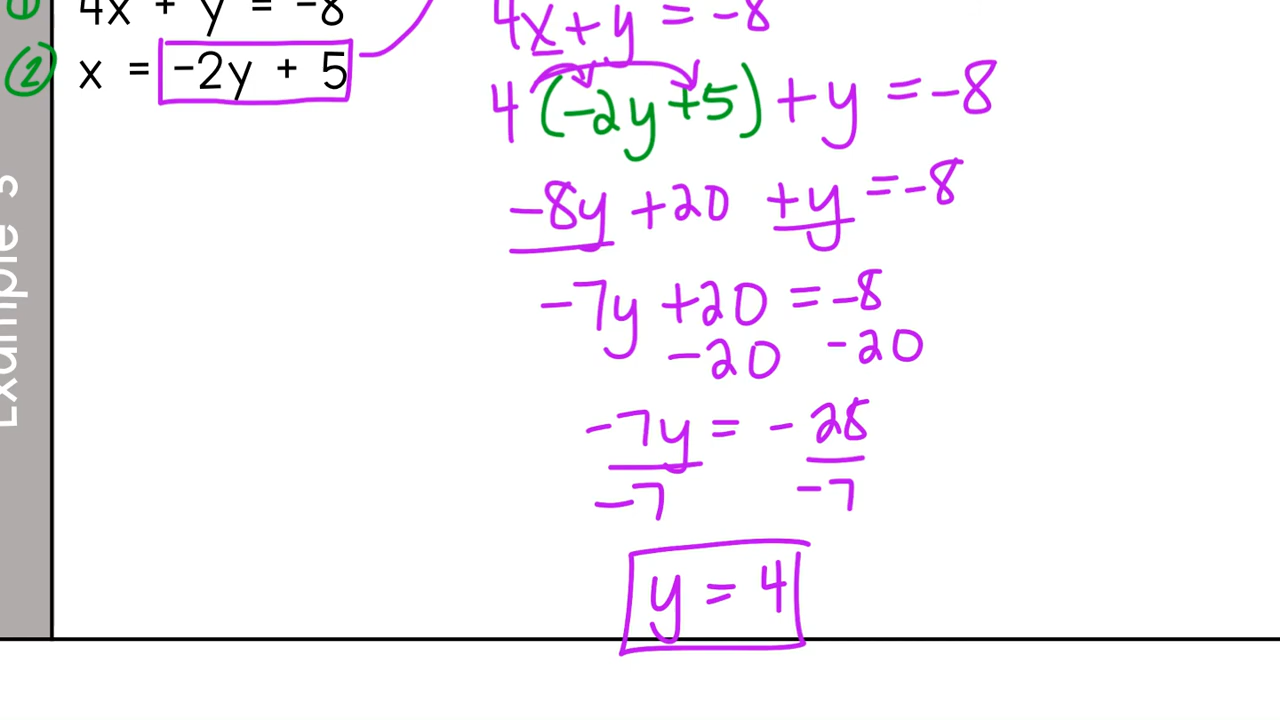 ① 4x + y = -8
② x = -2y + 5
Example 3
4x + y = -8
4(-2y+5) + y = -8
-8y +20 +y = -8
-7y +20 = -8
-20 -20
-7y = -28
-7 -7
y = 4